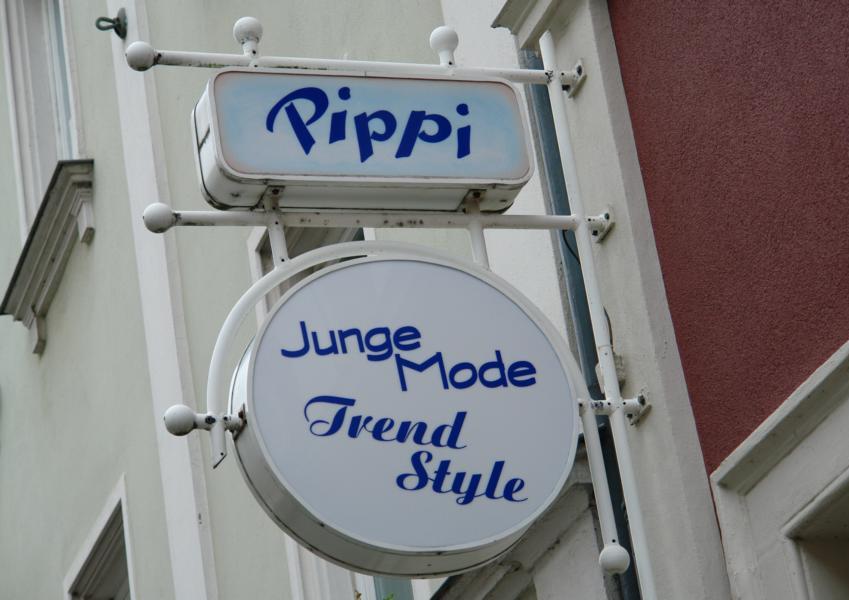 Pippi
Junge
Mode
Trend
Style